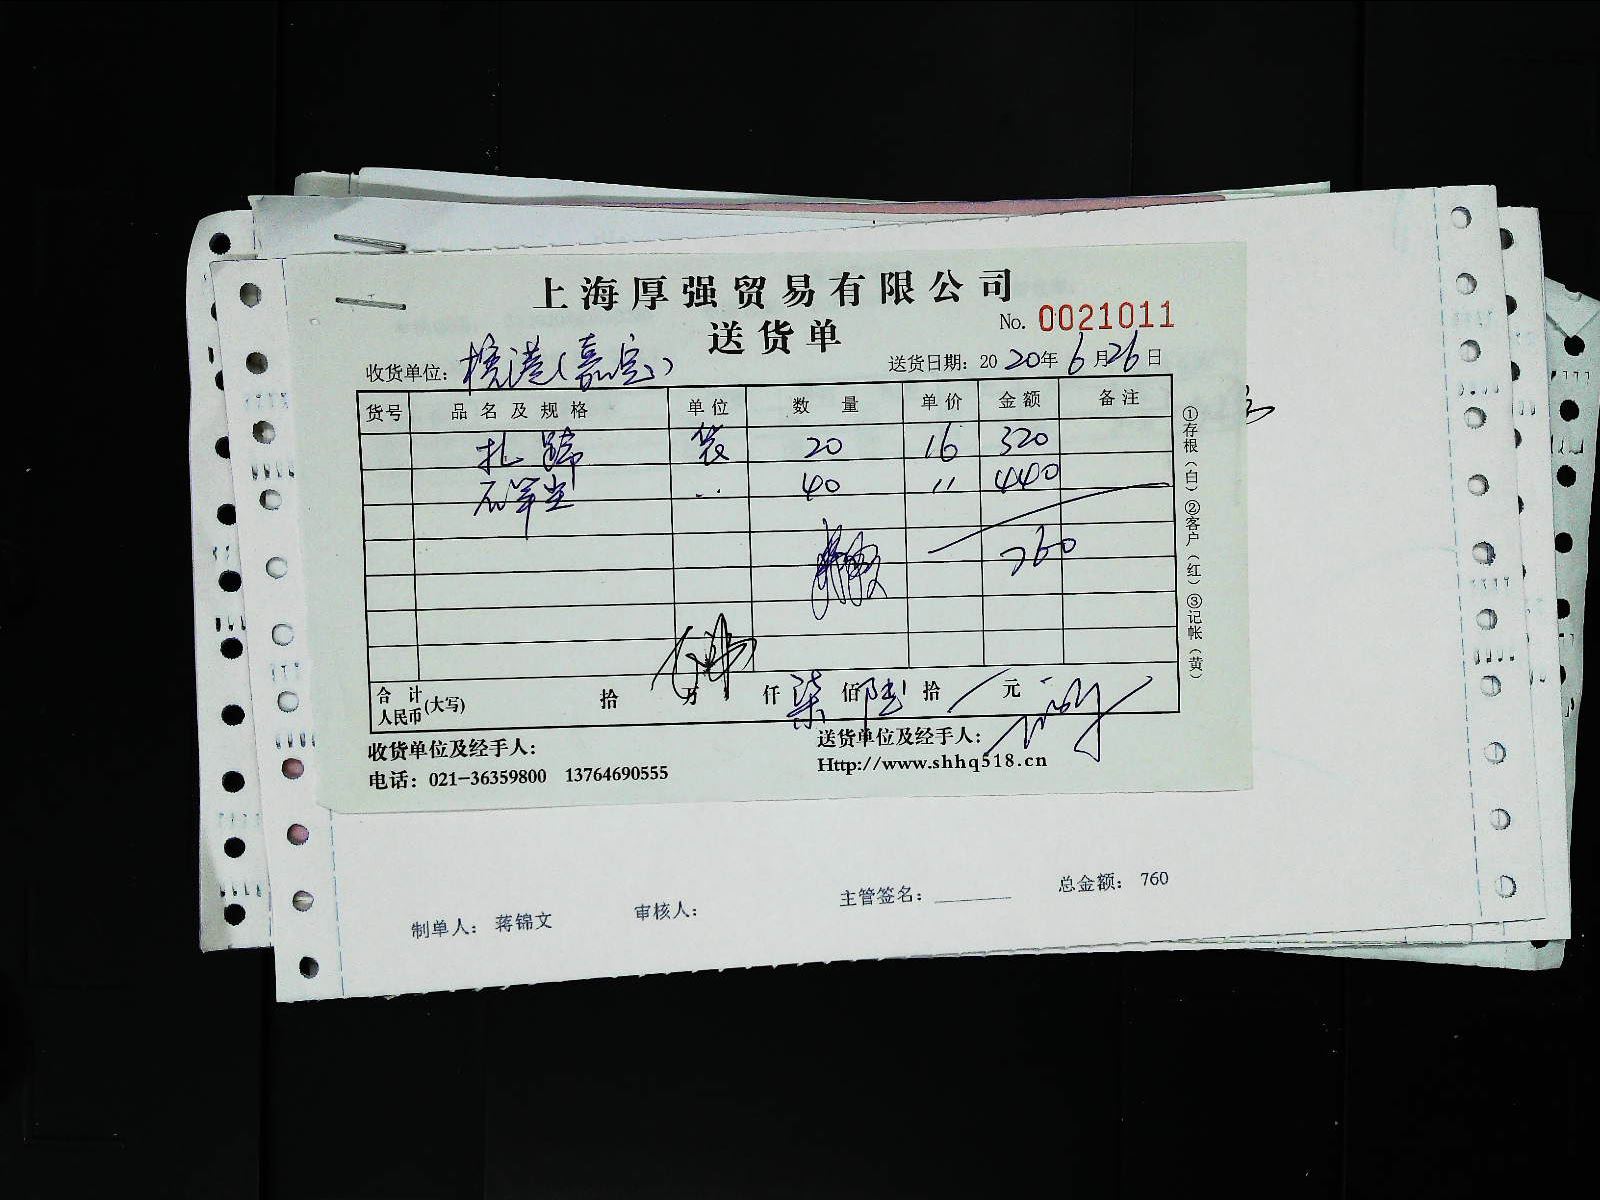 上海厚强贸易有限公司
送货单
No. 0021011
收货单位： 港（嘉定） 送货日期：2020年6月26日
货号 品名及规格 单位 数量 单价 金额 备注
扎蹄 袋 20 16 320
40 11 440
760
合计人民币(大写) 拾 万 仟 柒 佰 陆 拾 元
收货单位及经手人： 送货单位及经手人：
电话：021-36359800 13764690555 Http://www.shhq518.cn
①存根（白）②客户（红）③记帐（黄）
制单人： 蒋锦文 审核人： 主管签名：________ 总金额： 760